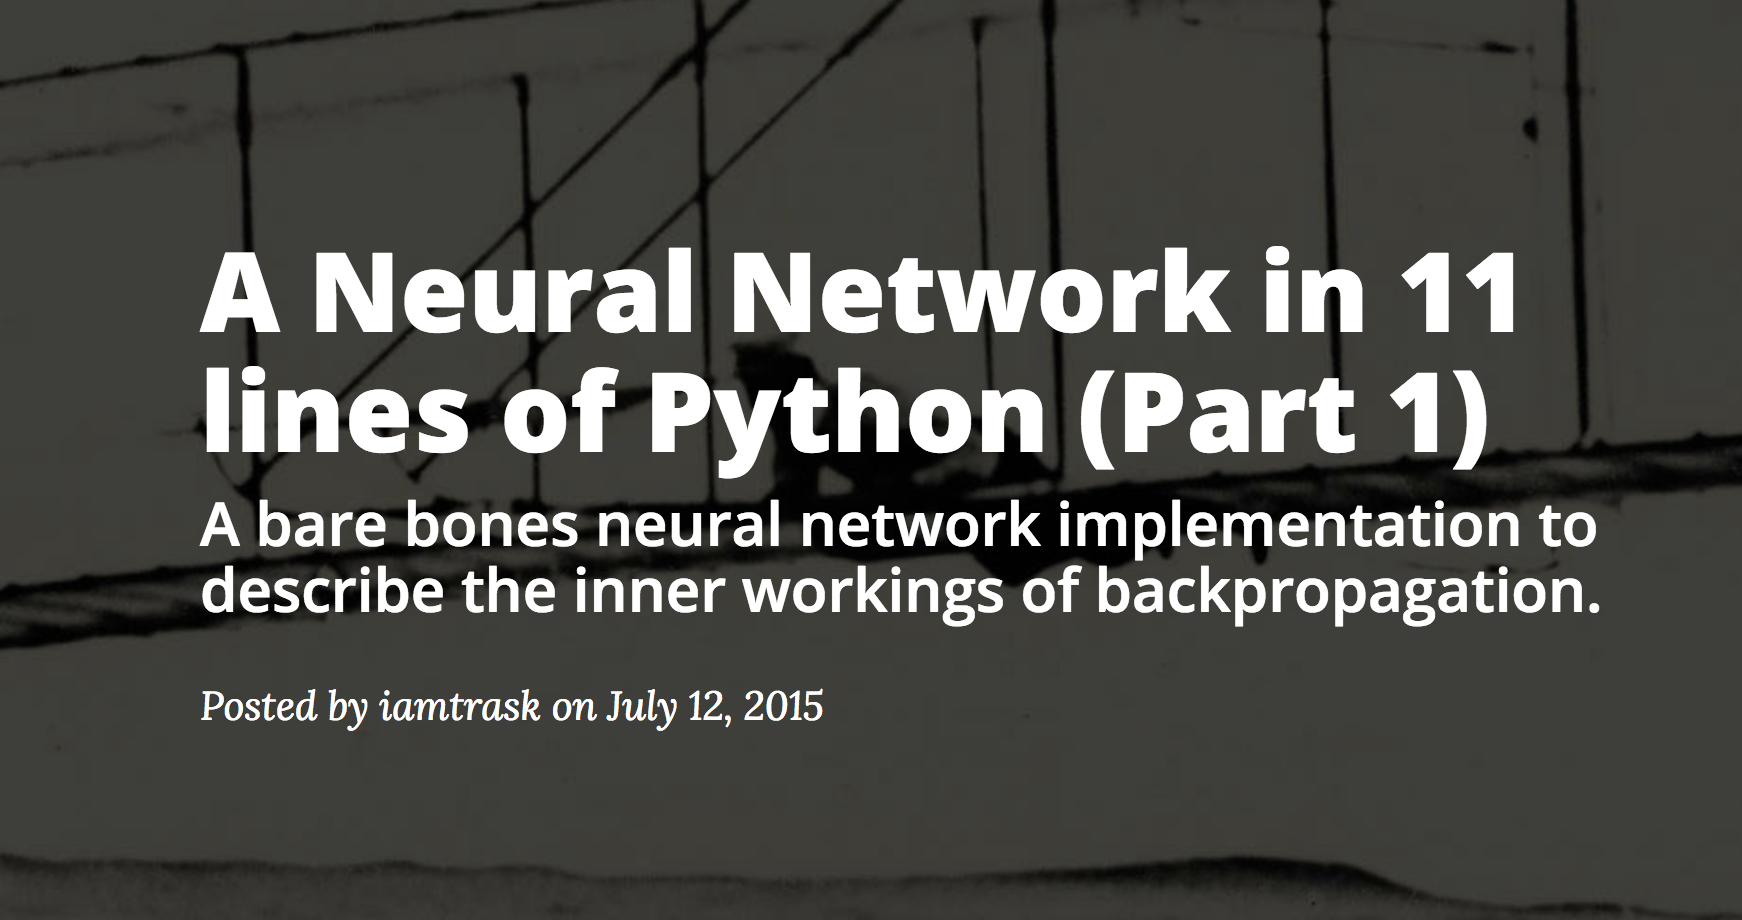 A Neural Network in 11
lines of Python (Part 1)
A bare bones neural network implementation to
describe the inner workings of backpropagation.
Posted by iamtrask on July 12, 2015